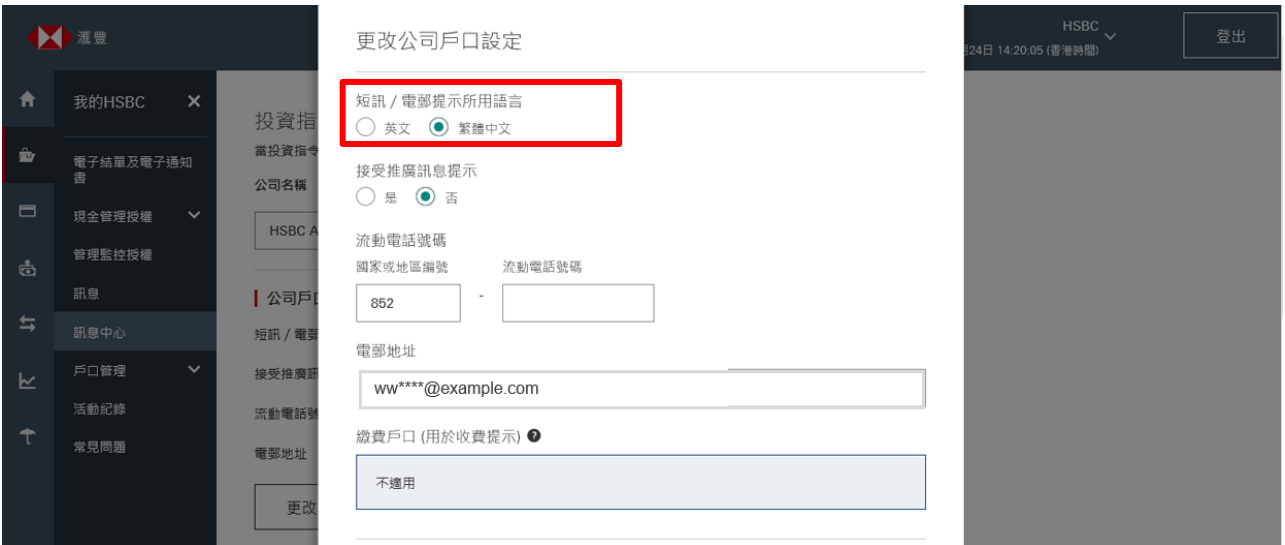 滙豐
HSBC
月24日 14:20:05 (香港時間)
登出
我的HSBC
電子結單及電子通知
書
現金管理授權
管理監控授權
訊息
訊息中心
戶口管理
活動紀錄
常見問題
投資指
當投資指令
公司名稱
HSBC A
公司戶口
短訊 / 電郵
接受推廣訊
流動電話號
電郵地址
更改
更改公司戶口設定
短訊 / 電郵提示所用語言
英文
繁體中文
接受推廣訊息提示
是
否
流動電話號碼
國家或地區編號
流動電話號碼
852
-
電郵地址
ww****@example.com
繳費戶口 (用於收費提示) ?
不適用